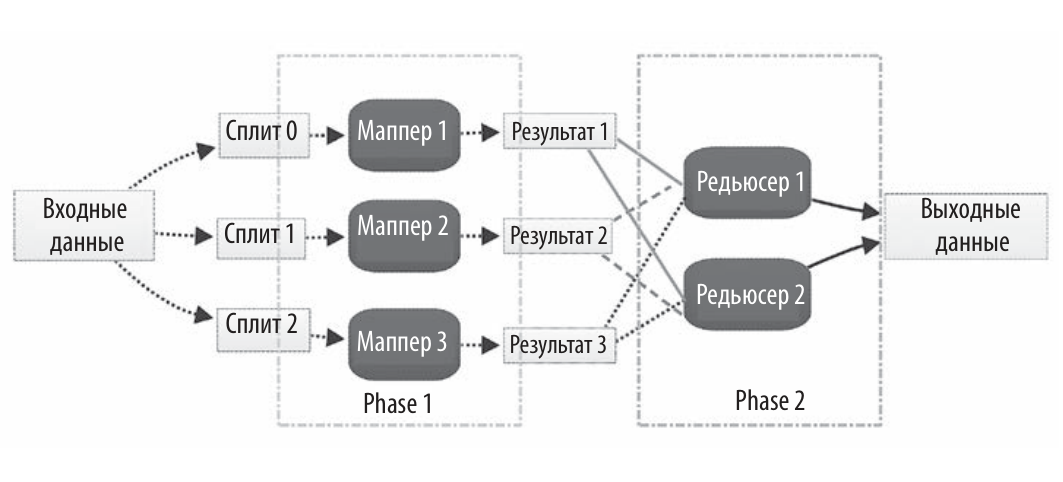 Входные
данные
Сплит 0
Сплит 1
Сплит 2
Маппер 1
Маппер 2
Маппер 3
Phase 1
Результат 1
Результат 2
Результат 3
Редьюсер 1
Редьюсер 2
Phase 2
Выходные
данные